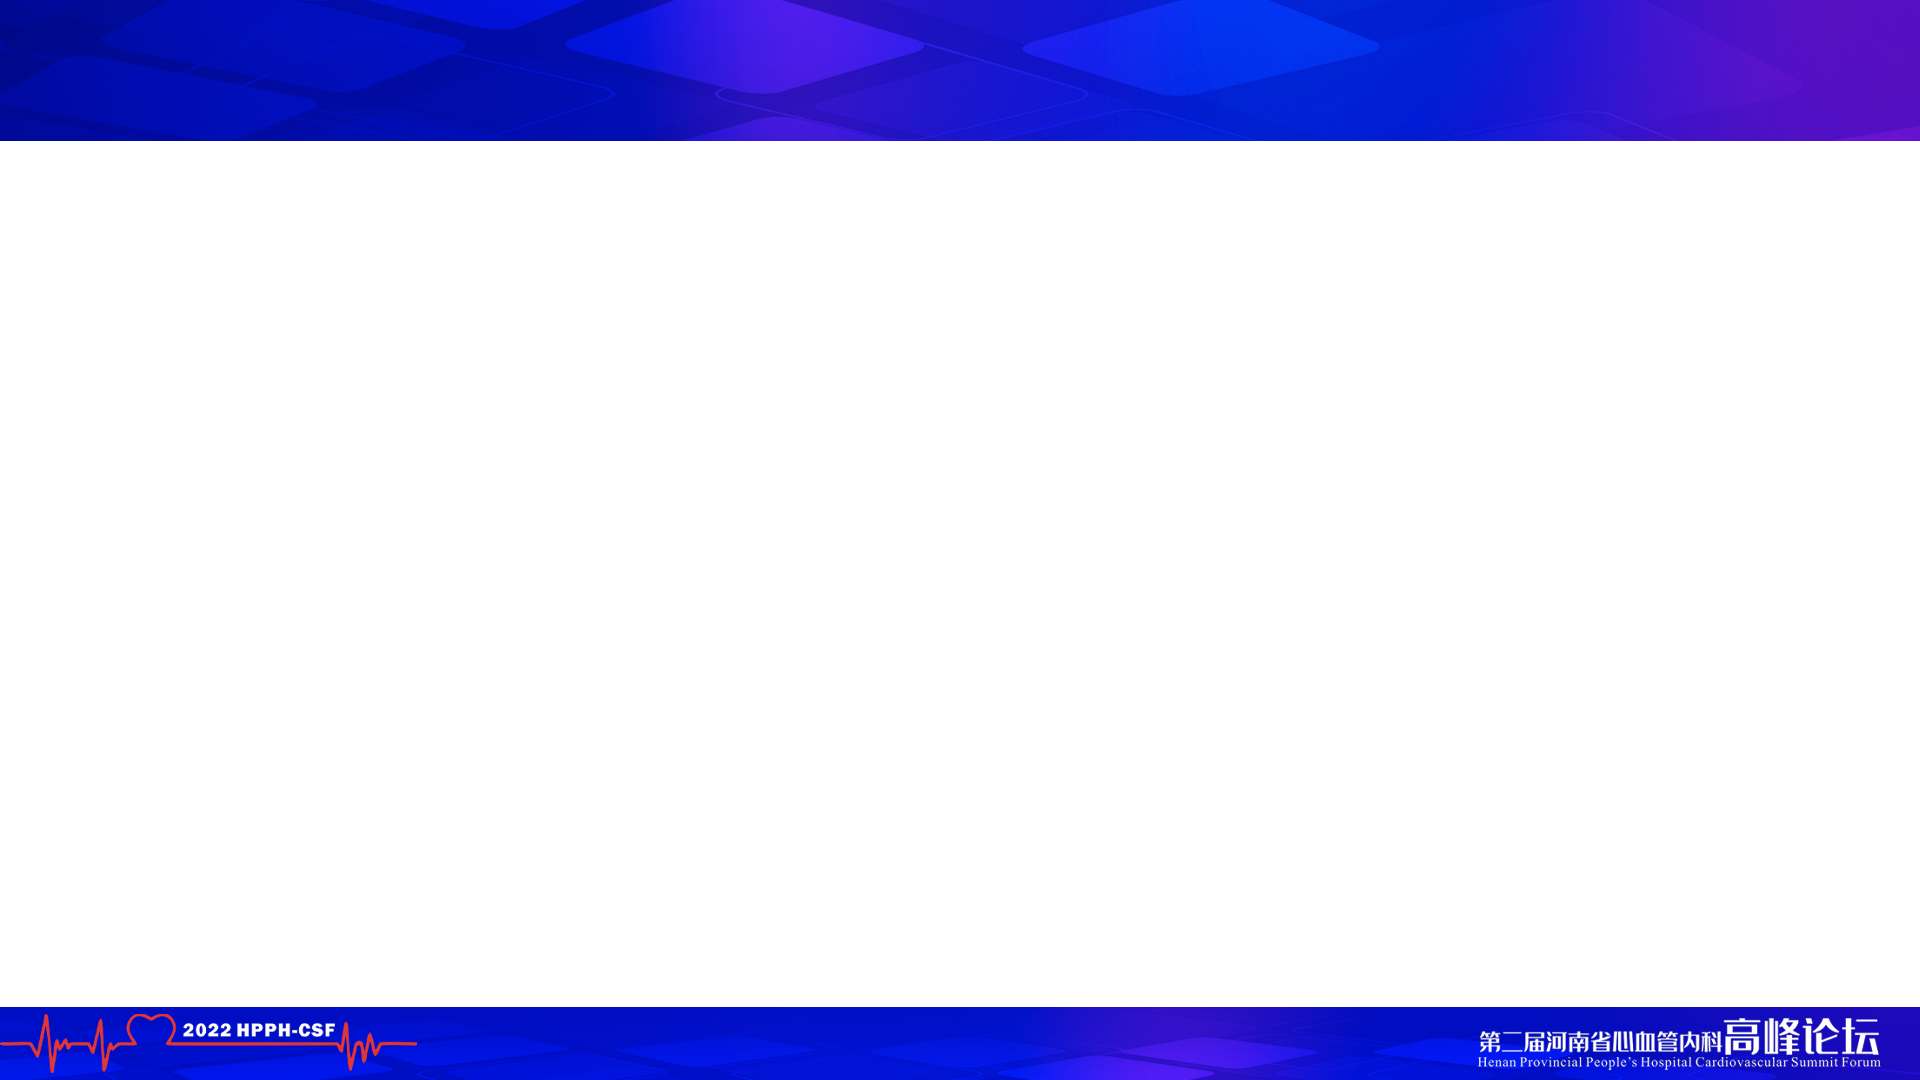 2022 HPPH-CSF
第二届河南省心血管内科高峰论坛
Henan Provincial People's Hospital Cardiovascular Summit Forum